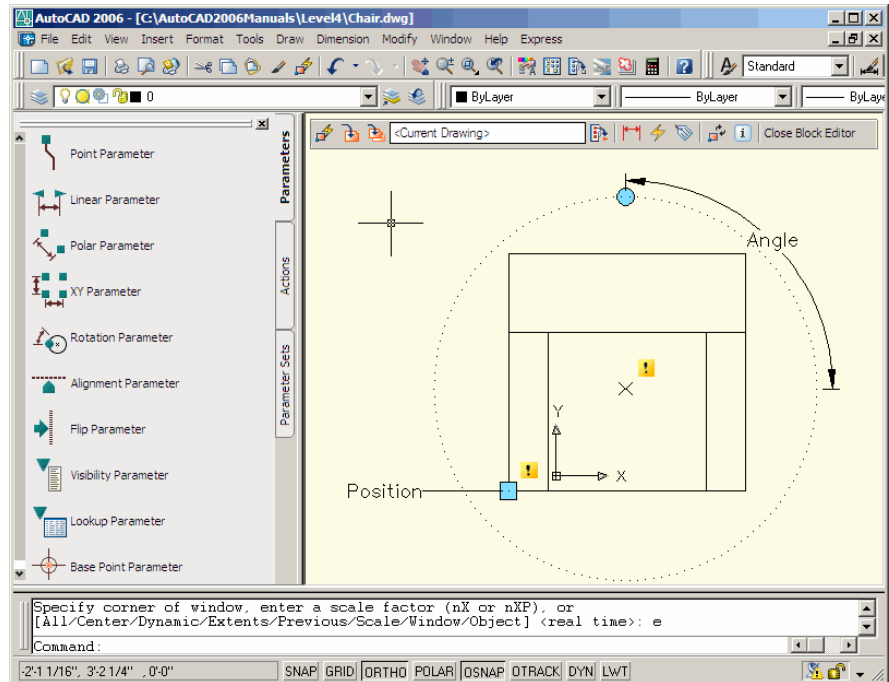 AutoCAD 2006 - [C:\AutoCAD2006Manuals\Level4\Chair.dwg]
File Edit View Insert Format Tools Draw Dimension Modify Window Help Express
Standard
0 ByLayer ByLayer ByLaye
<Current Drawing> Close Block Editor
Parameters
Actions
Parameter Sets
Point Parameter
Linear Parameter
Polar Parameter
XY Parameter
Rotation Parameter
Alignment Parameter
Flip Parameter
Visibility Parameter
Lookup Parameter
Base Point Parameter
Angle
Y
X
Position
Specify corner of window, enter a scale factor (nX or nXP), or
[All/Center/Dynamic/Extents/Previous/Scale/Window/Object] <real time>: e
Command:
-2'-1 1/16", 3'-2 1/4" , 0'-0" SNAP GRID ORTHO POLAR OSNAP OTRACK DYN LWT